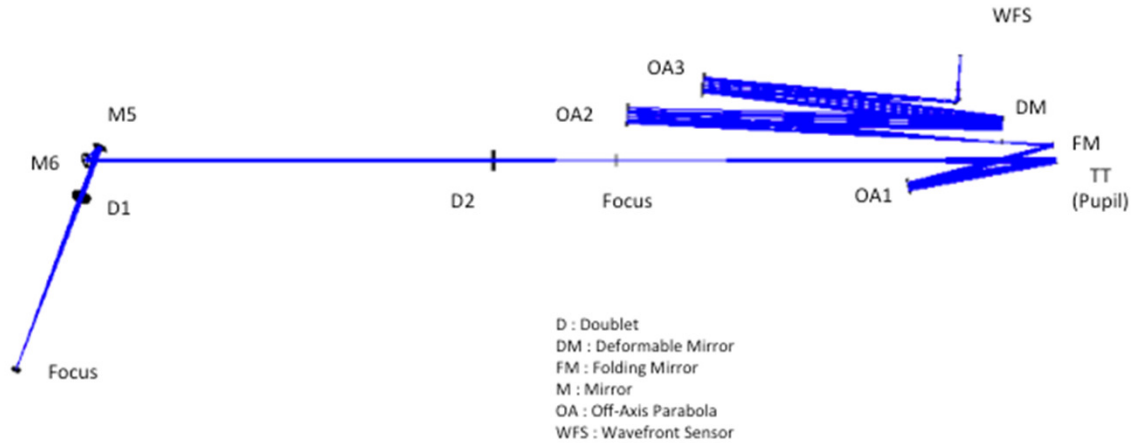 WFS
OA3
M5
DM
OA2
FM
M6
TT
(Pupil)
OA1
D1
D2
Focus
Focus
D : Doublet
DM : Deformable Mirror
FM : Folding Mirror
M : Mirror
OA : Off-Axis Parabola
WFS : Wavefront Sensor